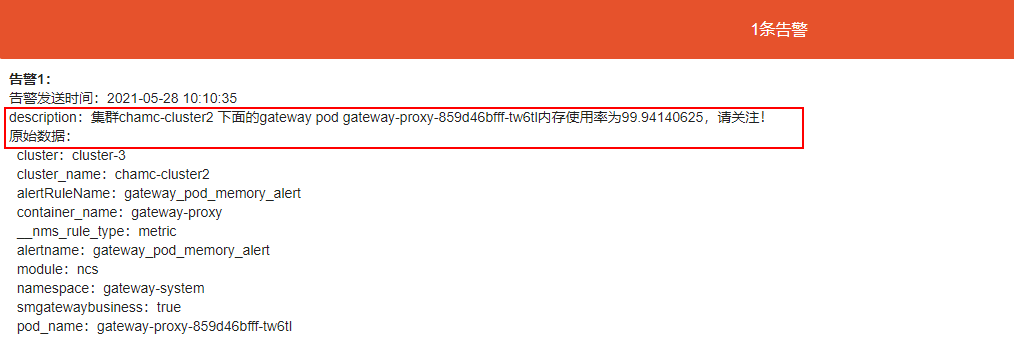 1条告警
告警1：
告警发送时间：2021-05-28 10:10:35
description：集群chamc-cluster2 下面的gateway pod gateway-proxy-859d46bfff-tw6tl内存使用率为99.94140625，请关注！
原始数据：
cluster：cluster-3
cluster_name：chamc-cluster2
alertRuleName：gateway_pod_memory_alert
container_name：gateway-proxy
__nms_rule_type：metric
alertname：gateway_pod_memory_alert
module：ncs
namespace：gateway-system
smgatewaybusiness：true
pod_name：gateway-proxy-859d46bfff-tw6tl